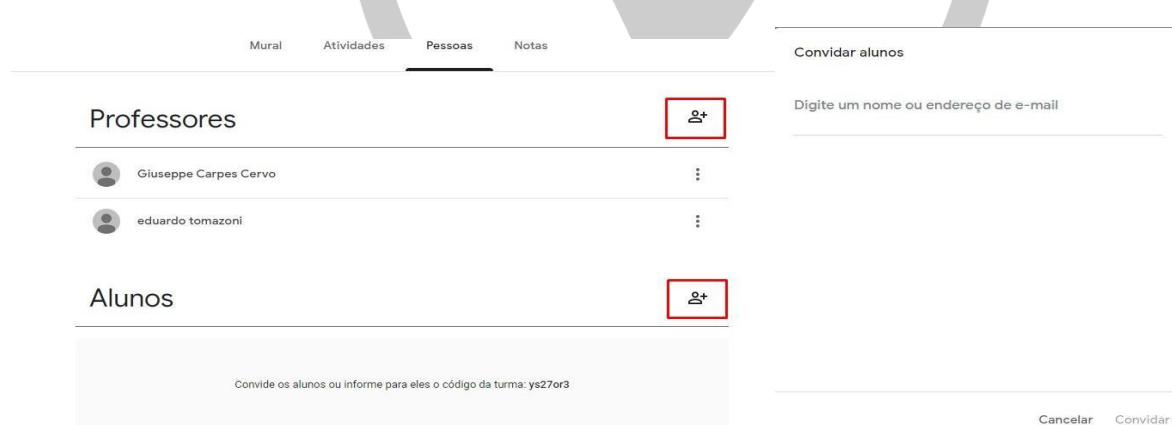 Mural Atividades Pessoas Notas
Professores
Giuseppe Carpes Cervo
eduardo tomazoni
Alunos
Convide os alunos ou informe para eles o código da turma: ys27or3
Convidar alunos
Digite um nome ou endereço de e-mail
Cancelar Convidar